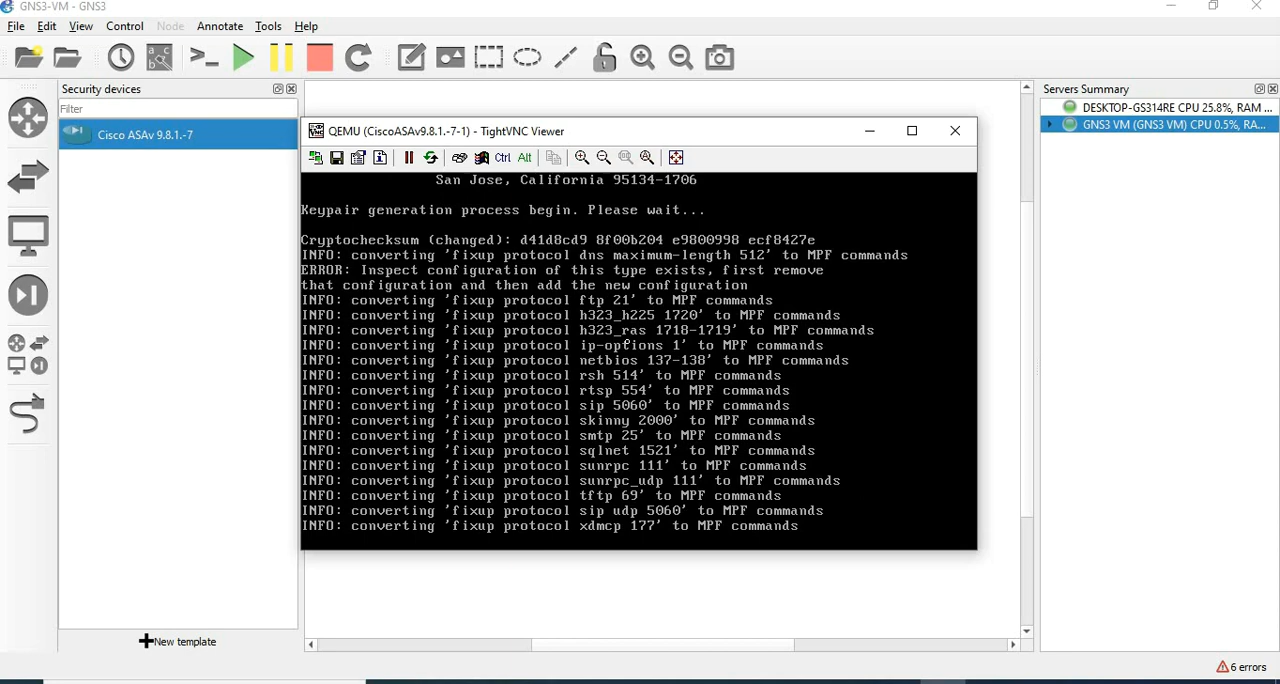 GNS3-VM - GNS3
File Edit View Control Node Annotate Tools Help
Security devices
Filter
Cisco ASAv 9.8.1.-7
New template
QEMU (CiscoASAv9.8.1.-7-1) - TightVNC Viewer
Ctrl Alt
San Jose, California 95134-1706
Keypair generation process begin. Please wait...
Cryptochecksum (changed): d41d8cd9 8f00b204 e9800998 ecf8427e
INFO: converting 'fixup protocol dns maximum-length 512' to MPF commands
ERROR: Inspect configuration of this type exists, first remove
that configuration and then add the new configuration
INFO: converting 'fixup protocol ftp 21' to MPF commands
INFO: converting 'fixup protocol h323_h225 1720' to MPF commands
INFO: converting 'fixup protocol h323_ras 1718-1719' to MPF commands
INFO: converting 'fixup protocol ip-options 1' to MPF commands
INFO: converting 'fixup protocol netbios 137-138' to MPF commands
INFO: converting 'fixup protocol rsh 514' to MPF commands
INFO: converting 'fixup protocol rtsp 554' to MPF commands
INFO: converting 'fixup protocol sip 5060' to MPF commands
INFO: converting 'fixup protocol skinny 2000' to MPF commands
INFO: converting 'fixup protocol smtp 25' to MPF commands
INFO: converting 'fixup protocol sqlnet 1521' to MPF commands
INFO: converting 'fixup protocol sunrpc 111' to MPF commands
INFO: converting 'fixup protocol sunrpc_udp 111' to MPF commands
INFO: converting 'fixup protocol tftp 69' to MPF commands
INFO: converting 'fixup protocol sip udp 5060' to MPF commands
INFO: converting 'fixup protocol xdmcp 177' to MPF commands
Servers Summary
DESKTOP-GS314RE CPU 25.8%, RAM ...
GNS3 VM (GNS3 VM) CPU 0.5%, RA...
6 errors